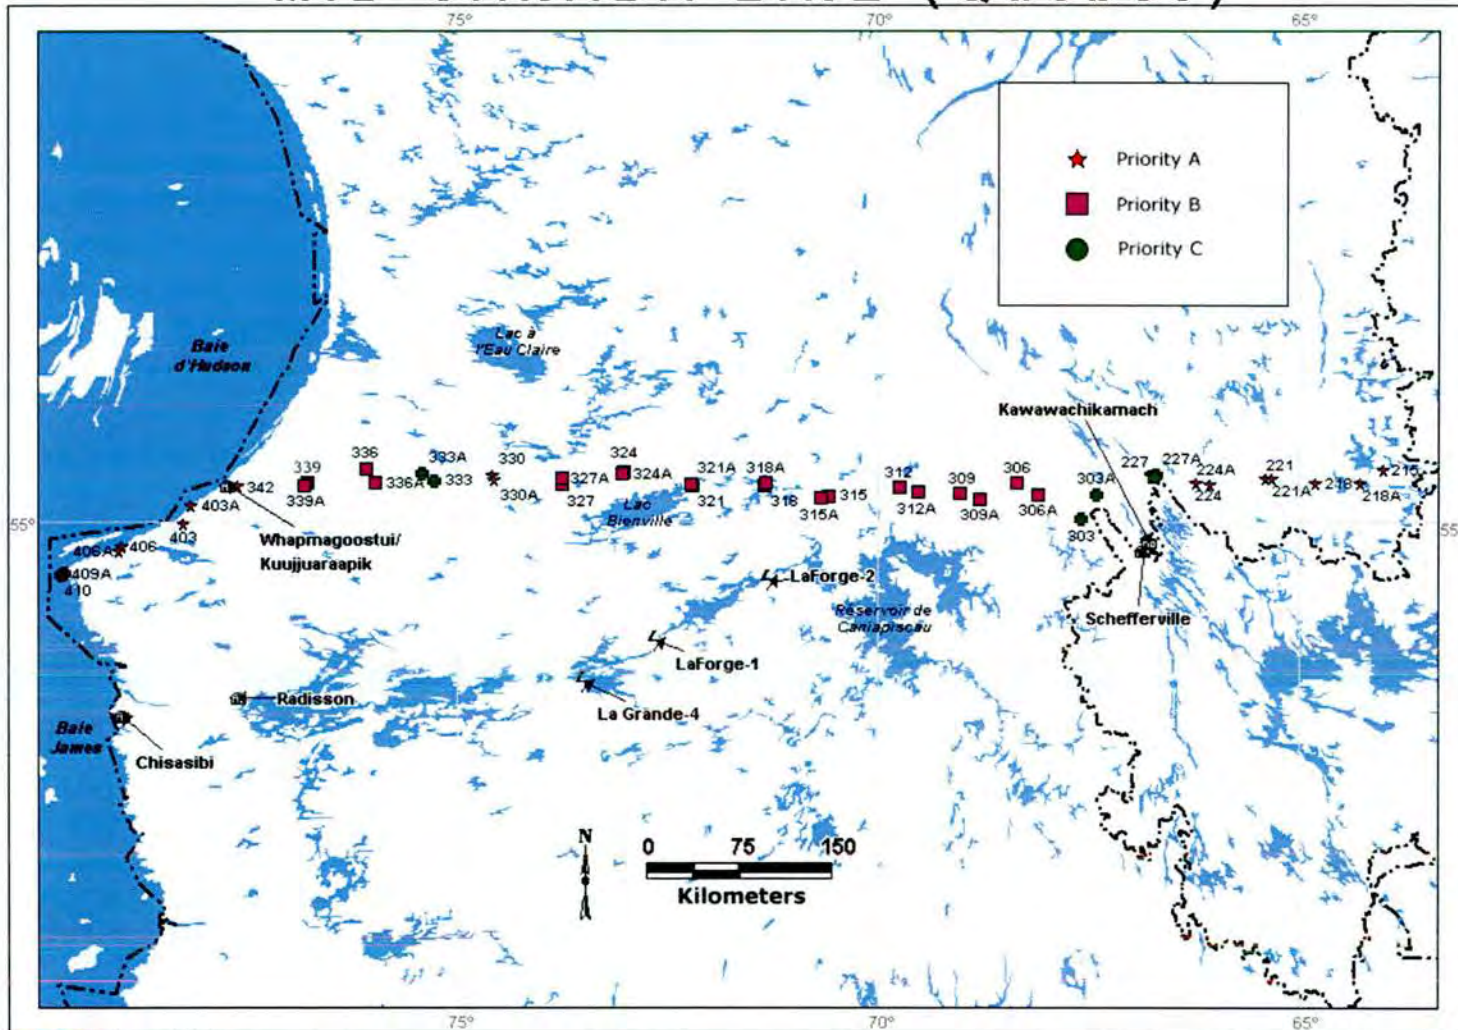 75°
70°
65°
Priority A
Priority B
Priority C
Baie
d'Hudson
Lac à
l'Eau Claire
Kawawachikamach
336
333A
330
324
339
327A
324A
321A
318A
312
309
306
303A
227
227A
224A
221
215
342
339A
336A
333
330A
327
321
318
315
315A
312A
309A
306A
303
224
221A
218
218A
Lac
Bienville
55°
55
403A
403
406A
406
409A
410
Whapmagoostui/
Kuujjuaraapik
LaForge-2
Réservoir de
Caniapiscau
Schefferville
LaForge-1
Radisson
La Grande-4
Baie
James
Chisasibi
N
0 75 150
Kilometers
75°
70°
65°